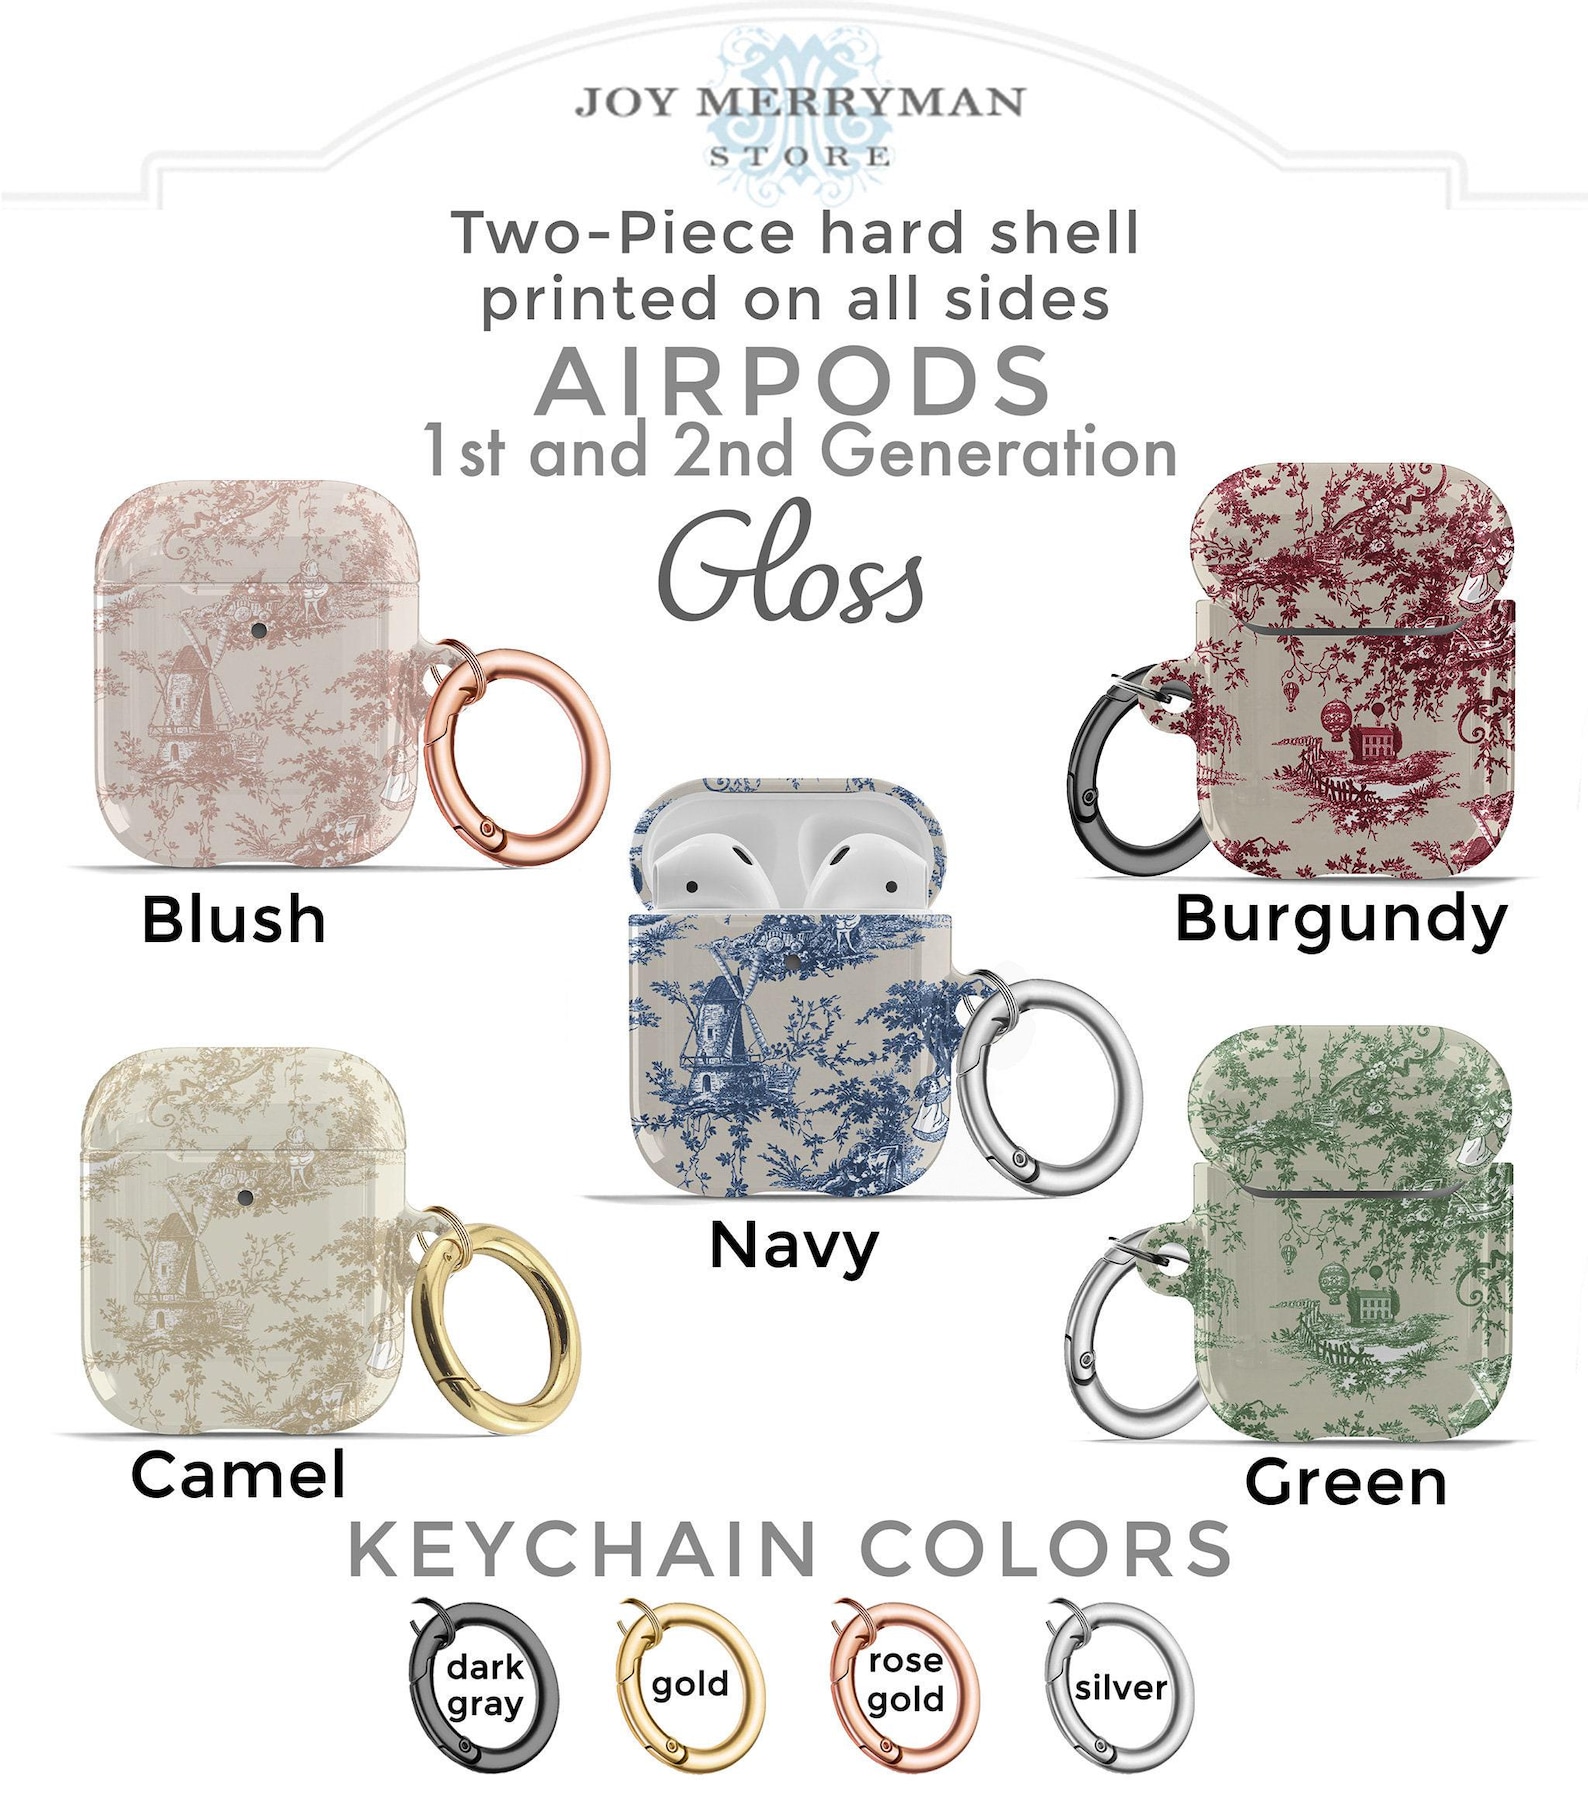 JOY MERRYMAN
STORE
Two-Piece hard shell
printed on all sides
AIRPODS
1st and 2nd Generation
Gloss
Blush
Burgundy
Navy
Camel
Green
KEYCHAIN COLORS
dark
gray
gold
rose
gold
silver